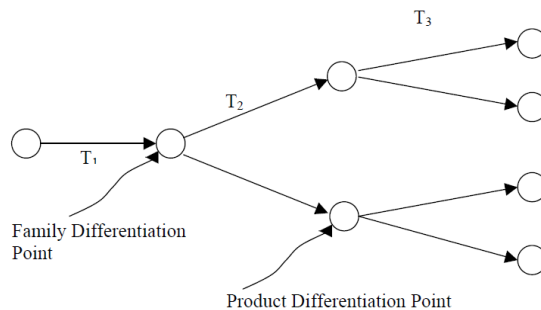 T₃
T₂
T₁
Family Differentiation
Point
Product Differentiation Point